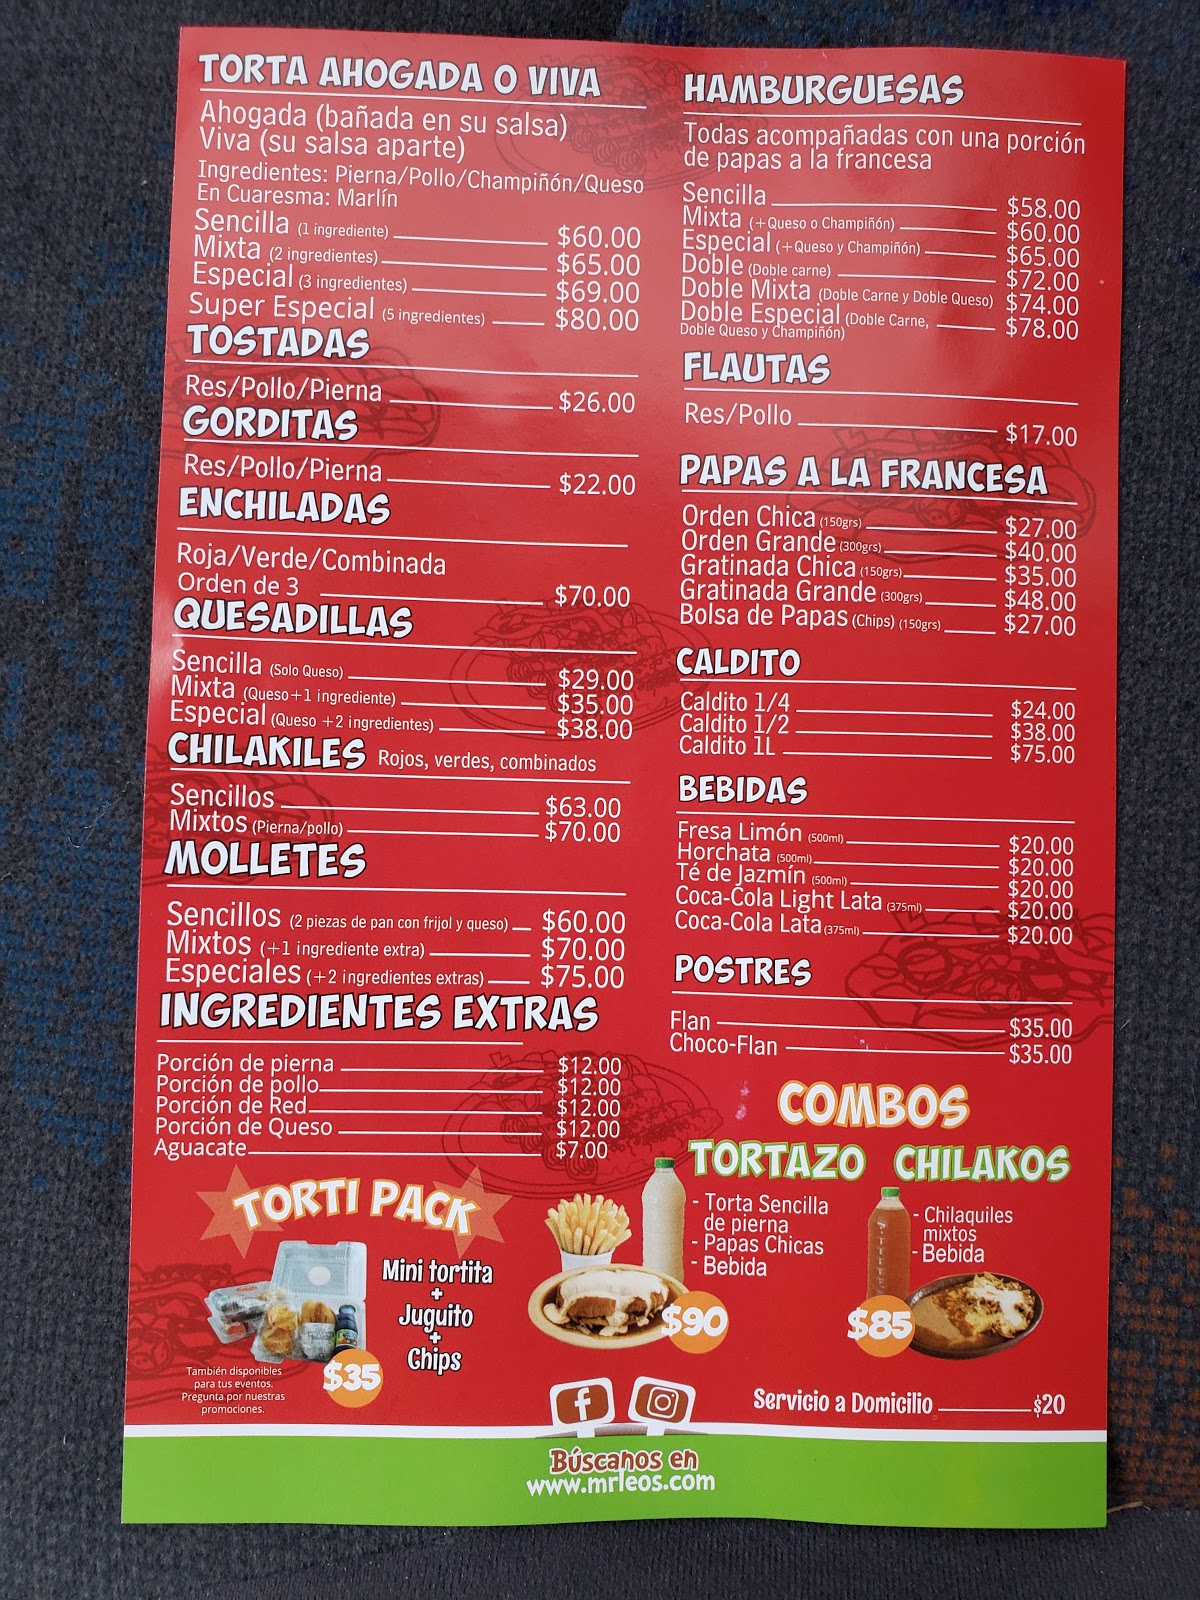 TORTA AHOGADA O VIVA
Ahogada (bañada en su salsa)
Viva (su salsa aparte)
Ingredientes: Pierna/Pollo/Champiñón/Queso
En Cuaresma: Marlín
Sencilla (1 ingrediente) $60.00
Mixta (2 ingredientes) $65.00
Especial (3 ingredientes) $69.00
Super Especial (5 ingredientes) $80.00
TOSTADAS
Res/Pollo/Pierna $26.00
GORDITAS
Res/Pollo/Pierna $22.00
ENCHILADAS
Roja/Verde/Combinada
Orden de 3 $70.00
QUESADILLAS
Sencilla (Solo Queso) $29.00
Mixta (Queso+1 ingrediente) $35.00
Especial (Queso +2 ingredientes) $38.00
CHILAKILES Rojos, verdes, combinados
Sencillos $63.00
Mixtos (Pierna/pollo) $70.00
MOLLETES
Sencillos (2 piezas de pan con frijol y queso) $60.00
Mixtos (+1 ingrediente extra) $70.00
Especiales (+2 ingredientes extras) $75.00
INGREDIENTES EXTRAS
Porción de pierna $12.00
Porción de pollo $12.00
Porción de Red $12.00
Porción de Queso $12.00
Aguacate $7.00
TORTI PACK
Mini tortita
+
Juguito
+
Chips
$35
También disponibles
para tus eventos.
Pregunta por nuestras
promociones.
HAMBURGUESAS
Todas acompañadas con una porción
de papas a la francesa
Sencilla $58.00
Mixta (+Queso o Champiñón) $60.00
Especial (+Queso y Champiñón) $65.00
Doble (Doble carne) $72.00
Doble Mixta (Doble Carne y Doble Queso) $74.00
Doble Especial (Doble Carne, $78.00
Doble Queso y Champiñón)
FLAUTAS
Res/Pollo $17.00
PAPAS A LA FRANCESA
Orden Chica (150grs) $27.00
Orden Grande (300grs) $40.00
Gratinada Chica (150grs) $35.00
Gratinada Grande (300grs) $48.00
Bolsa de Papas (Chips) (150grs) $27.00
CALDITO
Caldito 1/4 $24.00
Caldito 1/2 $38.00
Caldito 1L $75.00
BEBIDAS
Fresa Limón (500ml) $20.00
Horchata (500ml) $20.00
Té de Jazmín (500ml) $20.00
Coca-Cola Light Lata (375ml) $20.00
Coca-Cola Lata (375ml) $20.00
POSTRES
Flan $35.00
Choco-Flan $35.00
COMBOS
TORTAZO
- Torta Sencilla
de pierna
- Papas Chicas
- Bebida
$90
CHILAKOS
- Chilaquiles
mixtos
- Bebida
$85
Servicio a Domicilio $20
Búscanos en
www.mrleos.com